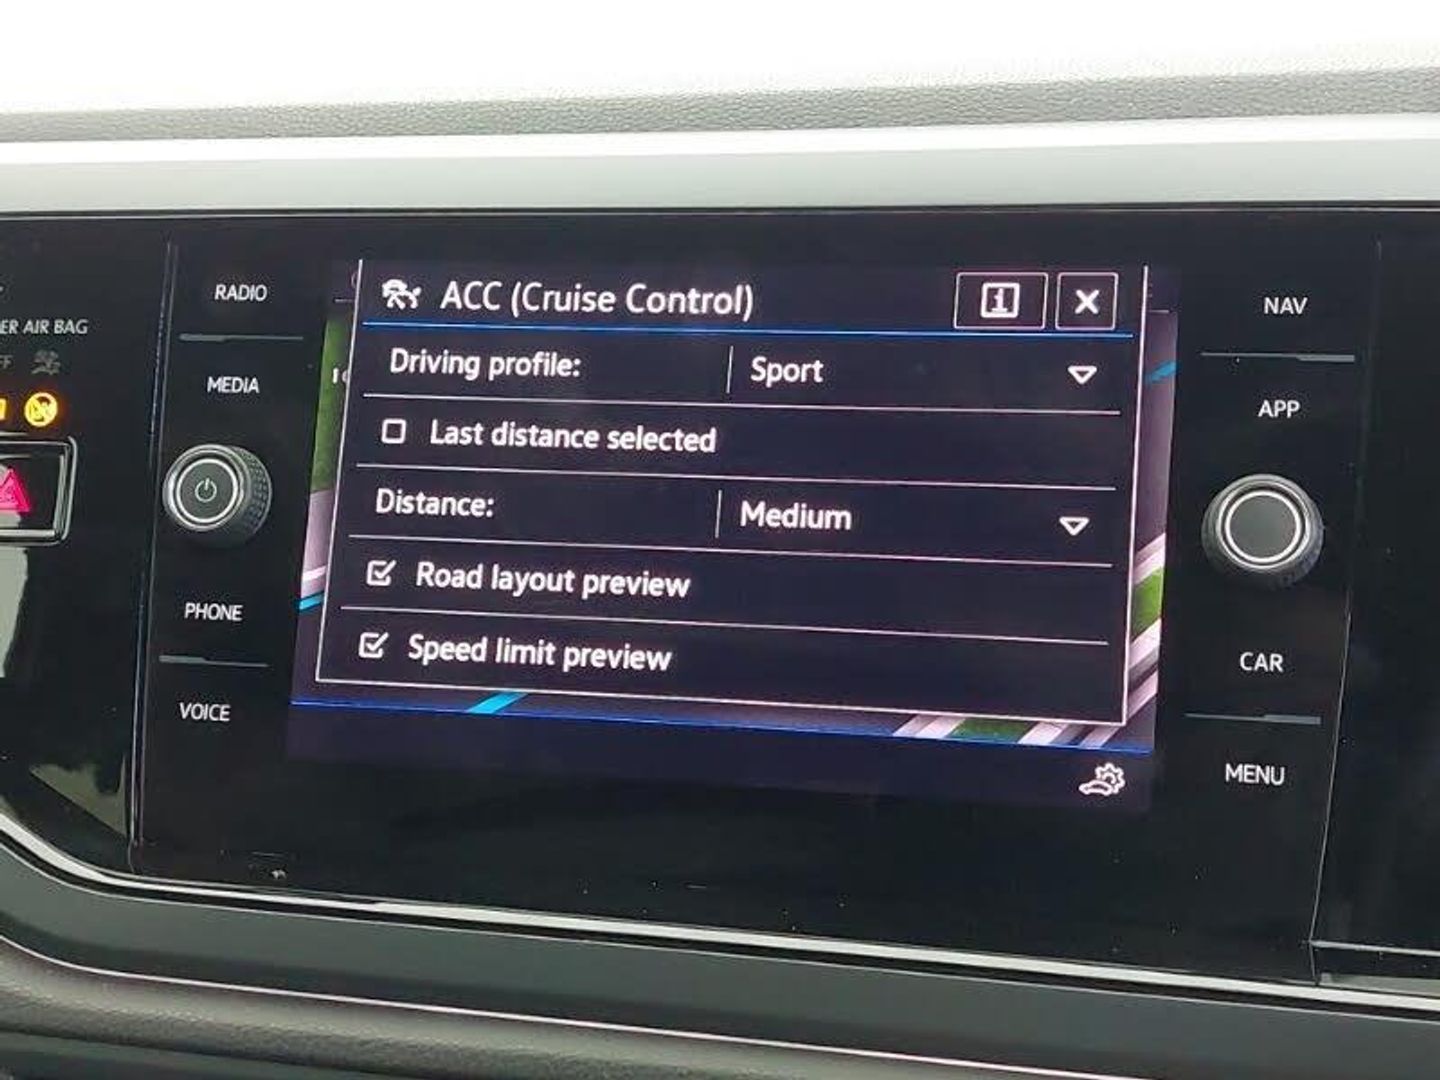 RADIO
MEDIA
PHONE
VOICE
AIR BAG
ACC (Cruise Control)
i
Driving profile: Sport
Last distance selected
Distance: Medium
Road layout preview
Speed limit preview
NAV
APP
CAR
MENU